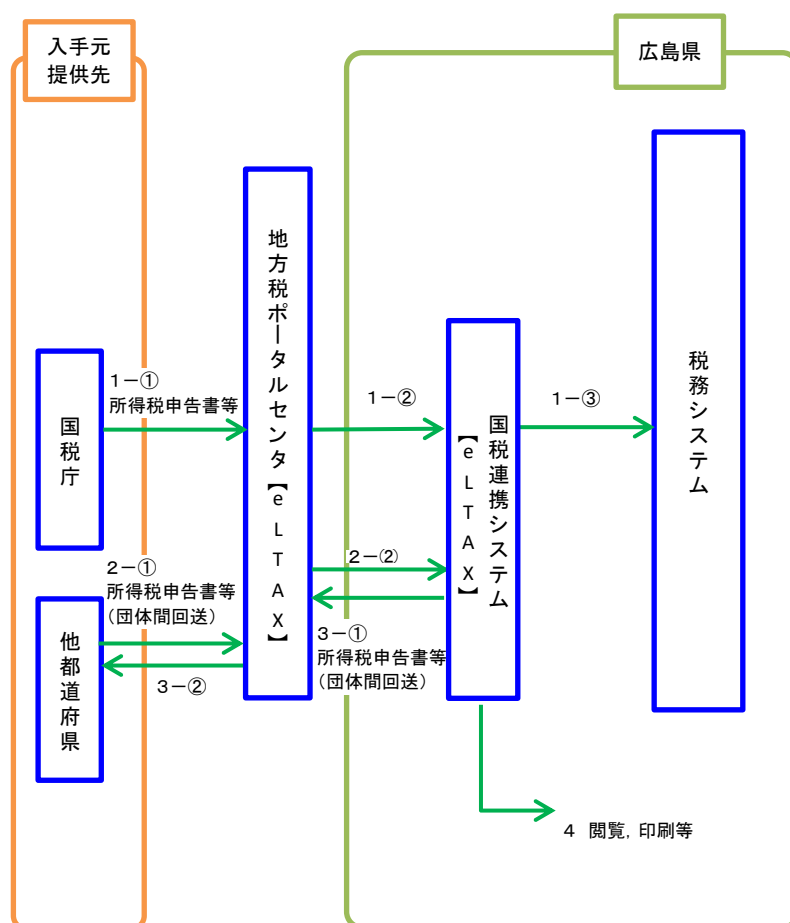 入手元
提供先
広島県
地方税ポータルセンタ【eLTAX】
国税連携システム
【eLTAX】
税務システム
国税庁
1－①
所得税申告書等
1－②
1－③
2－①
所得税申告書等
（団体間回送）
2－②
他都道府県
3－①
所得税申告書等
（団体間回送）
3－②
4　閲覧，印刷等